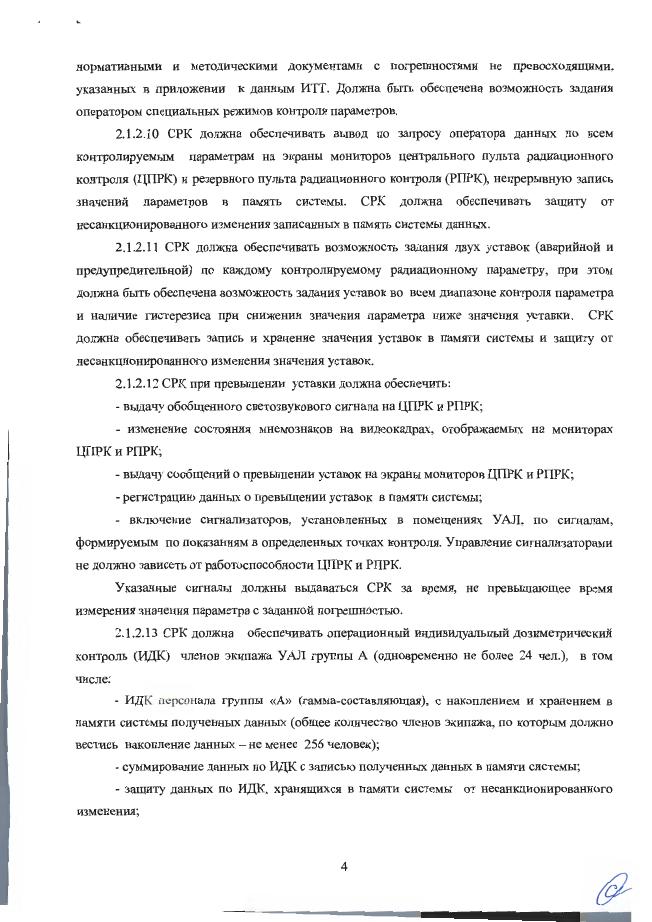 нормативными и методическими документами с погрешностями не превосходящими,
указанных в приложении к данным ИТТ. Должна быть обеспечена возможность задания
оператором специальных режимов контроля параметров.
2.1.2.10 СРК должна обеспечивать вывод по запросу оператора данных по всем
контролируемым параметрам на экраны мониторов центрального пульта радиационного
контроля (ЦПРК) и резервного пульта радиационного контроля (РПРК), непрерывную запись
значений параметров в память системы. СРК должна обеспечивать защиту от
несанкционированного изменения записанных в память системы данных.
2.1.2.11 СРК должна обеспечивать возможность задания двух уставок (аварийной и
предупредительной) по каждому контролируемому радиационному параметру, при этом
должна быть обеспечена возможность задания уставок во всем диапазоне контроля параметра
и наличие гистерезиса при снижении значения параметра ниже значения уставки. СРК
должна обеспечивать запись и хранение значения уставок в памяти системы и защиту от
несанкционированного изменения значения уставок.
2.1.2.12 СРК при превышении уставки должна обеспечить:
- выдачу обобщенного светозвукового сигнала на ЦПРК и РПРК;
- изменение состояния мнемознаков на видеокадрах, отображаемых на мониторах
ЦПРК и РПРК;
- выдачу сообщений о превышении уставок на экраны мониторов ЦПРК и РПРК;
- регистрацию данных о превышении уставок в памяти системы;
- включение сигнализаторов, установленных в помещениях УАЛ, по сигналам,
формируемым по показаниям в определенных точках контроля. Управление сигнализаторами
не должно зависеть от работоспособности ЦПРК и РПРК.
Указанные сигналы должны выдаваться СРК за время, не превышающее время
измерения значения параметра с заданной погрешностью.
2.1.2.13 СРК должна обеспечивать операционный индивидуальный дозиметрический
контроль (ИДК) членов экипажа УАЛ группы А (одновременно не более 24 чел.), в том
числе:
- ИДК персонала группы «А» (гамма-составляющая), с накоплением и хранением в
памяти системы полученных данных (общее количество членов экипажа, по которым должно
вестись накопление данных – не менее 256 человек);
- суммирование данных по ИДК с записью полученных данных в памяти системы;
- защиту данных по ИДК, хранящихся в памяти системы от несанкционированного
изменения;
4